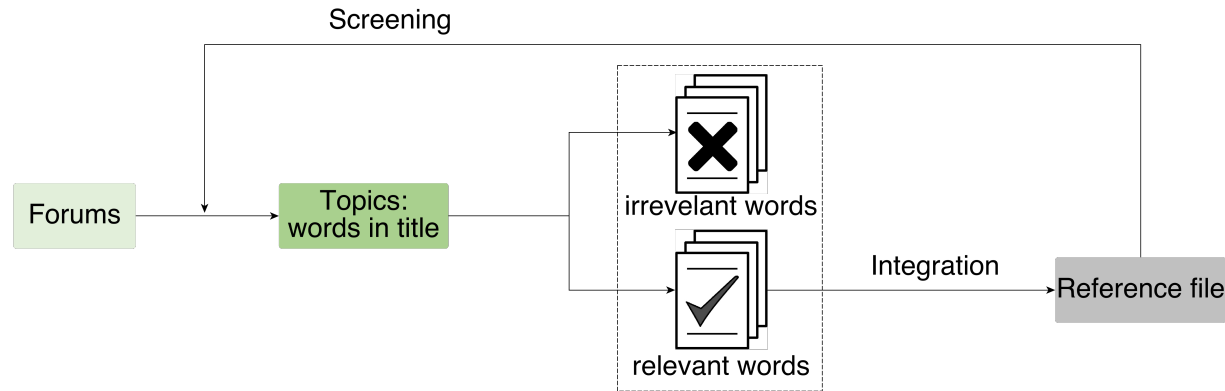 Screening
Forums
Topics:
words in title
irrevelant words
relevant words
Integration
Reference file